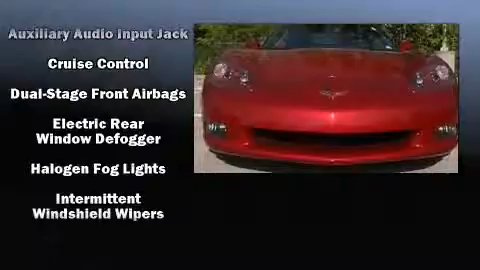 Auxiliary Audio Input Jack
Cruise Control
Dual-Stage Front Airbags
Electric Rear
Window Defogger
Halogen Fog Lights
Intermittent
Windshield Wipers